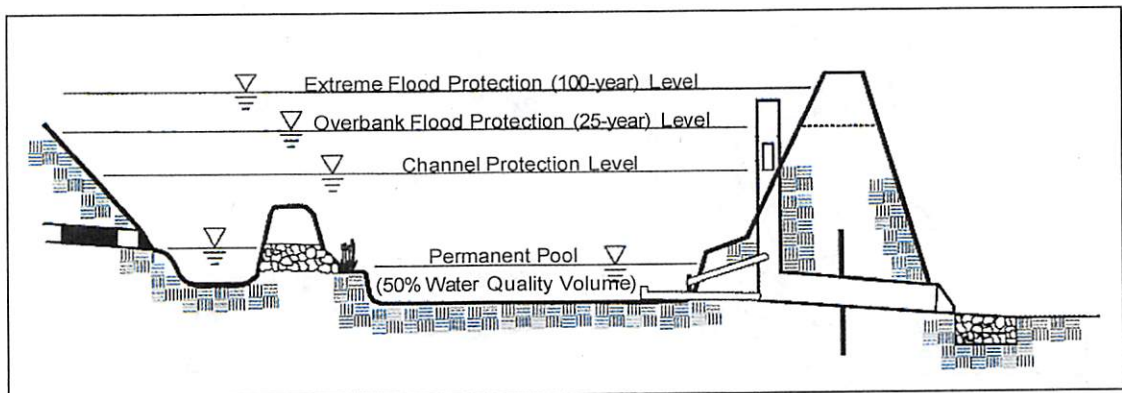 Extreme Flood Protection (100-year) Level
Overbank Flood Protection (25-year) Level
Channel Protection Level
Permanent Pool
(50% Water Quality Volume)